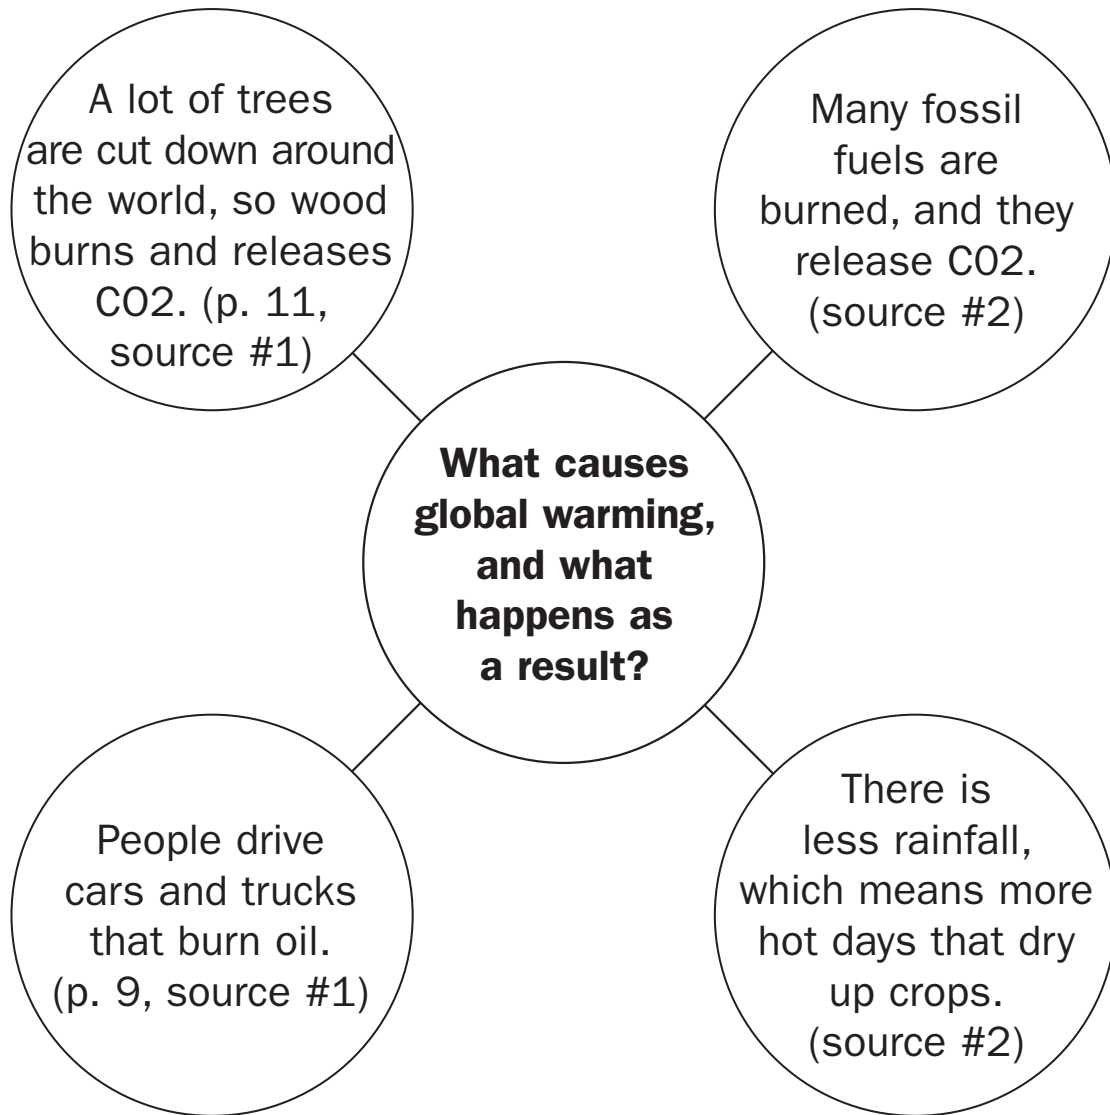 A lot of trees
are cut down around
the world, so wood
burns and releases
CO2. (p. 11,
source #1)
Many fossil
fuels are
burned, and they
release CO2.
(source #2)
What causes
global warming,
and what
happens as
a result?
People drive
cars and trucks
that burn oil.
(p. 9, source #1)
There is
less rainfall,
which means more
hot days that dry
up crops.
(source #2)